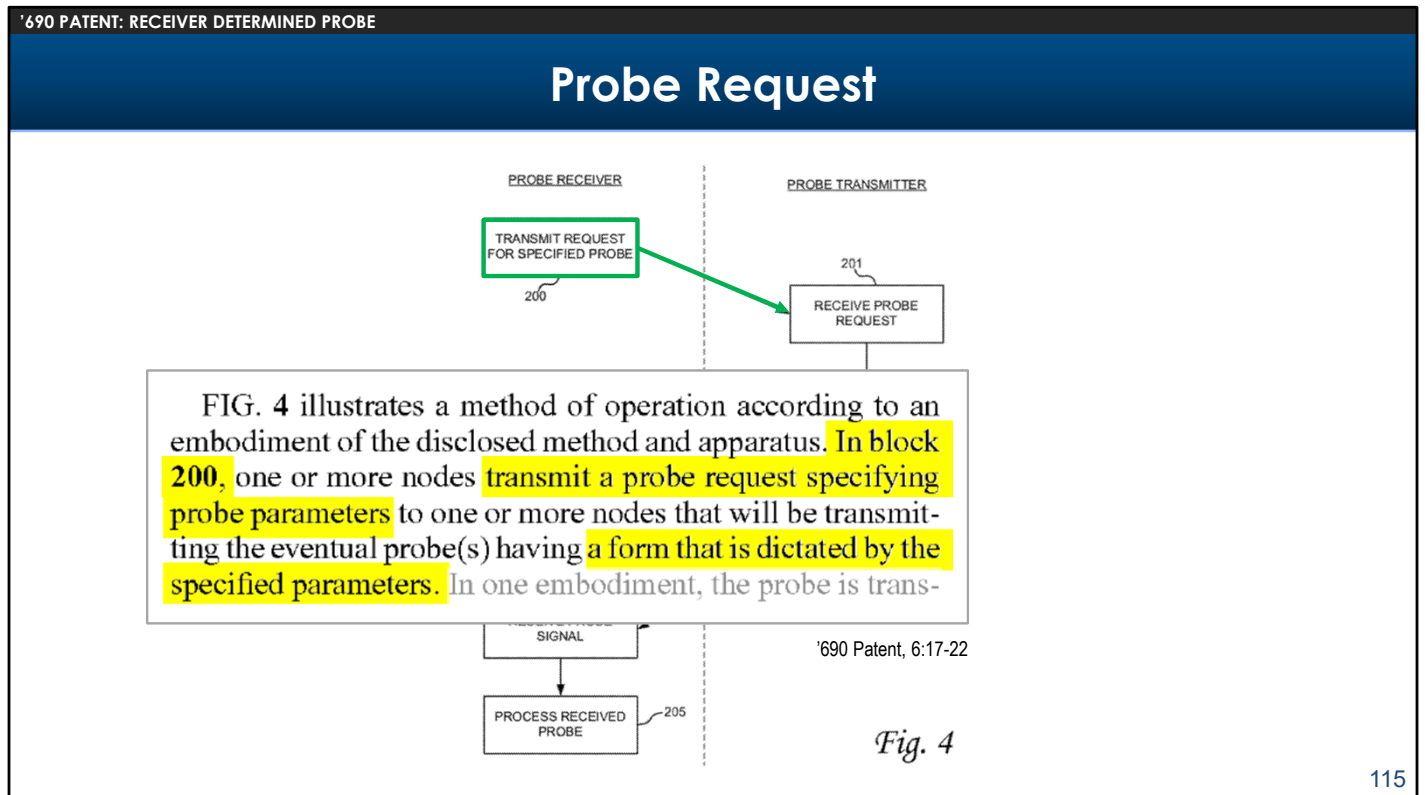 ’690 PATENT: RECEIVER DETERMINED PROBE
Probe Request
PROBE RECEIVER
PROBE TRANSMITTER
TRANSMIT REQUEST
FOR SPECIFIED PROBE
200
201
RECEIVE PROBE
REQUEST
FIG. 4 illustrates a method of operation according to an
embodiment of the disclosed method and apparatus. In block
200, one or more nodes transmit a probe request specifying
probe parameters to one or more nodes that will be transmit-
ting the eventual probe(s) having a form that is dictated by the
specified parameters. In one embodiment, the probe is trans-
SIGNAL
’690 Patent, 6:17-22
PROCESS RECEIVED
PROBE
205
Fig. 4
115